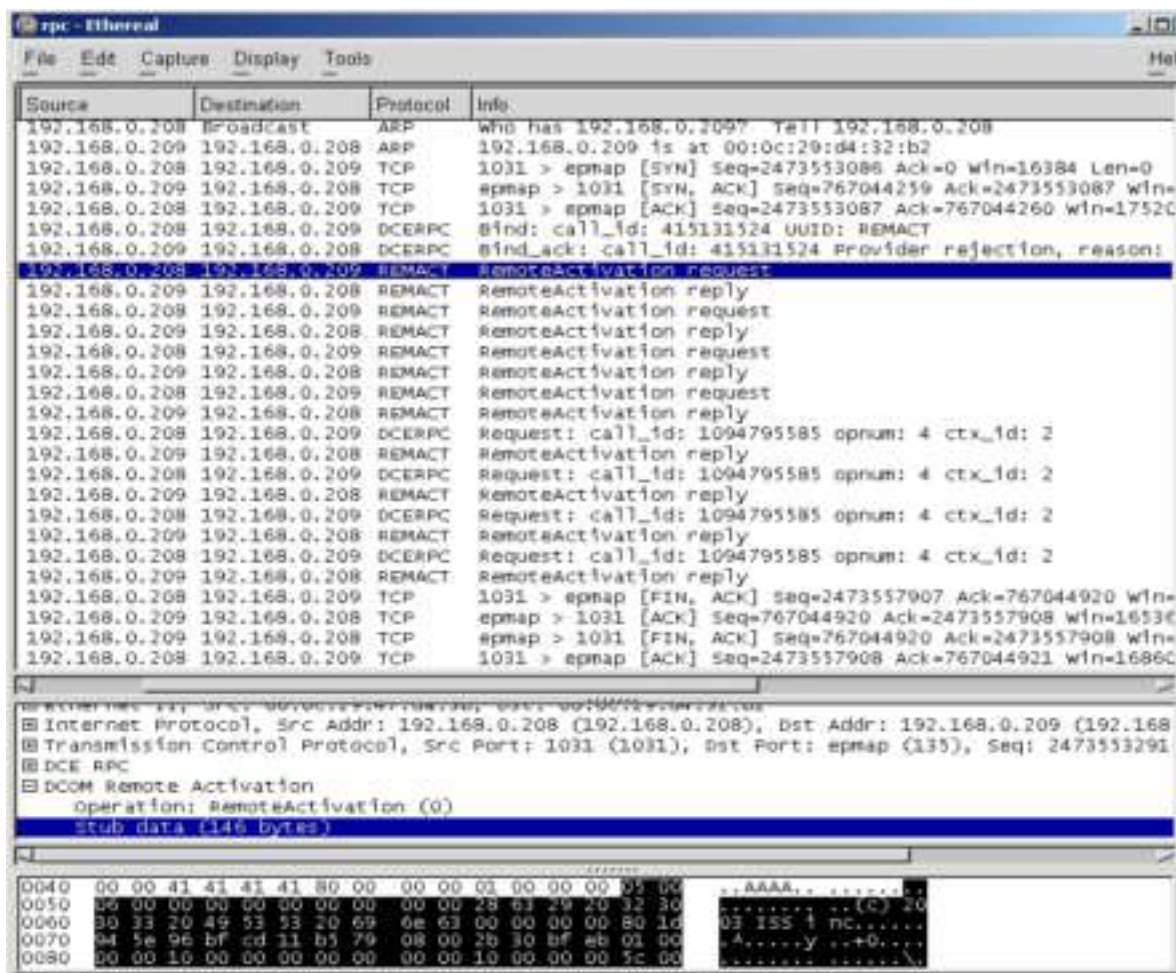 rpc - Ethereal
File Edit Capture Display Tools
Source Destination Protocol Info
192.168.0.208 Broadcast ARP Who has 192.168.0.209? Tell 192.168.0.208
192.168.0.209 192.168.0.208 ARP 192.168.0.209 is at 00:0c:29:d4:32:b2
192.168.0.208 192.168.0.209 TCP 1031 > epmap [SYN] Seq=2473553086 Ack=0 Win=16384 Len=0
192.168.0.209 192.168.0.208 TCP epmap > 1031 [SYN, ACK] Seq=767044259 Ack=2473553087 Win=
192.168.0.208 192.168.0.209 TCP 1031 > epmap [ACK] Seq=2473553087 Ack=767044260 Win=17520
192.168.0.208 192.168.0.209 DCERPC Bind: call_id: 415131524 UUID: REMACT
192.168.0.209 192.168.0.208 DCERPC Bind_ack: call_id: 415131524 Provider rejection, reason:
192.168.0.208 192.168.0.209 REMACT RemoteActivation request
192.168.0.209 192.168.0.208 REMACT RemoteActivation reply
192.168.0.208 192.168.0.209 REMACT RemoteActivation request
192.168.0.209 192.168.0.208 REMACT RemoteActivation reply
192.168.0.208 192.168.0.209 REMACT RemoteActivation request
192.168.0.209 192.168.0.208 REMACT RemoteActivation reply
192.168.0.208 192.168.0.209 REMACT RemoteActivation request
192.168.0.209 192.168.0.208 REMACT RemoteActivation reply
192.168.0.208 192.168.0.209 DCERPC Request: call_id: 1094795585 opnum: 4 ctx_id: 2
192.168.0.209 192.168.0.208 REMACT RemoteActivation reply
192.168.0.208 192.168.0.209 DCERPC Request: call_id: 1094795585 opnum: 4 ctx_id: 2
192.168.0.209 192.168.0.208 REMACT RemoteActivation reply
192.168.0.208 192.168.0.209 DCERPC Request: call_id: 1094795585 opnum: 4 ctx_id: 2
192.168.0.209 192.168.0.208 REMACT RemoteActivation reply
192.168.0.208 192.168.0.209 DCERPC Request: call_id: 1094795585 opnum: 4 ctx_id: 2
192.168.0.209 192.168.0.208 REMACT RemoteActivation reply
192.168.0.208 192.168.0.209 TCP 1031 > epmap [FIN, ACK] Seq=2473557907 Ack=767044920 Win=
192.168.0.209 192.168.0.208 TCP epmap > 1031 [ACK] Seq=767044920 Ack=2473557908 Win=1653
192.168.0.209 192.168.0.208 TCP epmap > 1031 [FIN, ACK] Seq=767044920 Ack=2473557908 Win=
192.168.0.208 192.168.0.209 TCP 1031 > epmap [ACK] Seq=2473557908 Ack=767044921 Win=16860
Internet Protocol, Src Addr: 192.168.0.208 (192.168.0.208), Dst Addr: 192.168.0.209 (192.168
Transmission Control Protocol, Src Port: 1031 (1031), Dst Port: epmap (135), Seq: 2473553291
DCE RPC
DCOM Remote Activation
Operation: RemoteActivation (0)
Stub data (146 bytes)
0040 00 00 41 41 41 41 80 00 00 00 01 00 00 00 05 00 ..AAAA.. ........
0050 06 00 00 00 00 00 00 00 28 63 29 20 32 30 ........ ..(c) 20
0060 30 33 20 49 53 53 20 69 6e 63 00 00 00 00 80 1d 03 ISS i nc......
0070 94 5e 96 bf cd 11 b5 79 08 00 2b 30 bf eb 01 00 .^.....y ..+0....
0080 00 00 10 00 00 00 00 00 00 00 10 00 00 00 5c 00 ........ ......\.